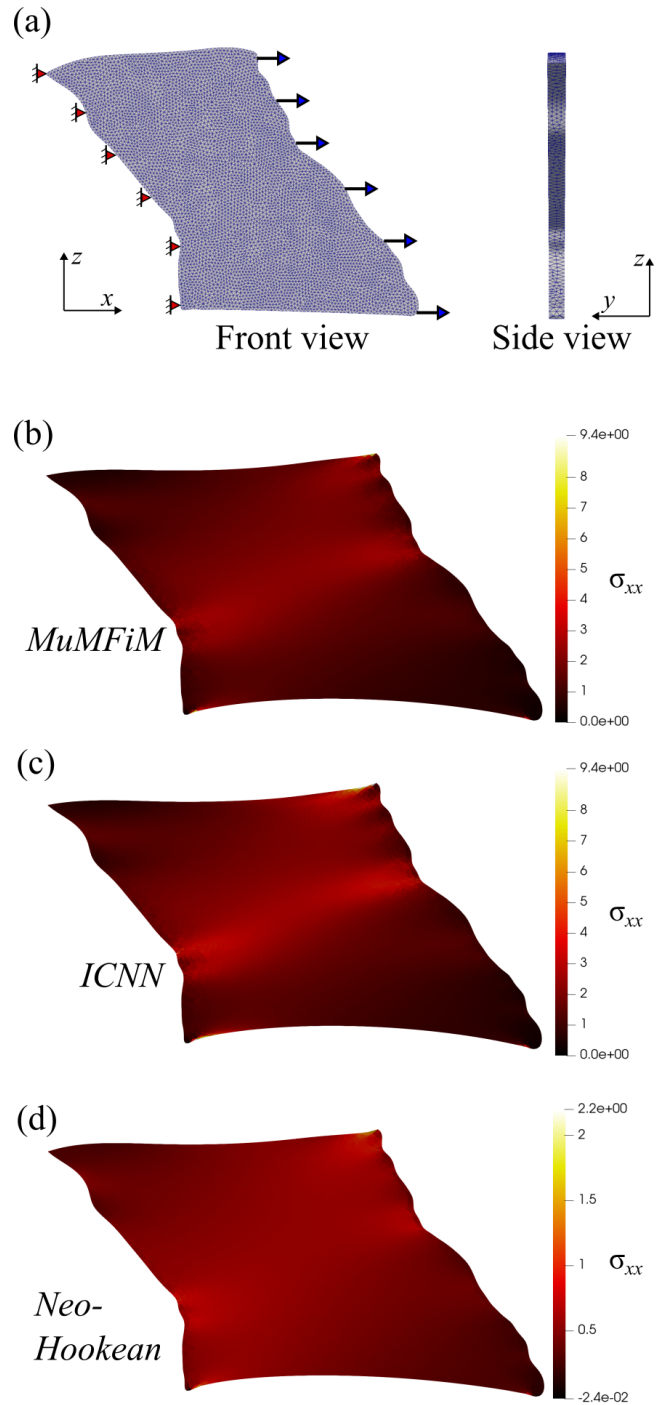 (a)
z
x
Front view
z
y
Side view
(b)
MuMFiM
9.4e+00
8
7
6
5
4
3
2
1
0.0e+00
σxx
(c)
ICNN
9.4e+00
8
7
6
5
4
3
2
1
0.0e+00
σxx
(d)
Neo-
Hookean
2.2e+00
2
1.5
1
0.5
-2.4e-02
σxx